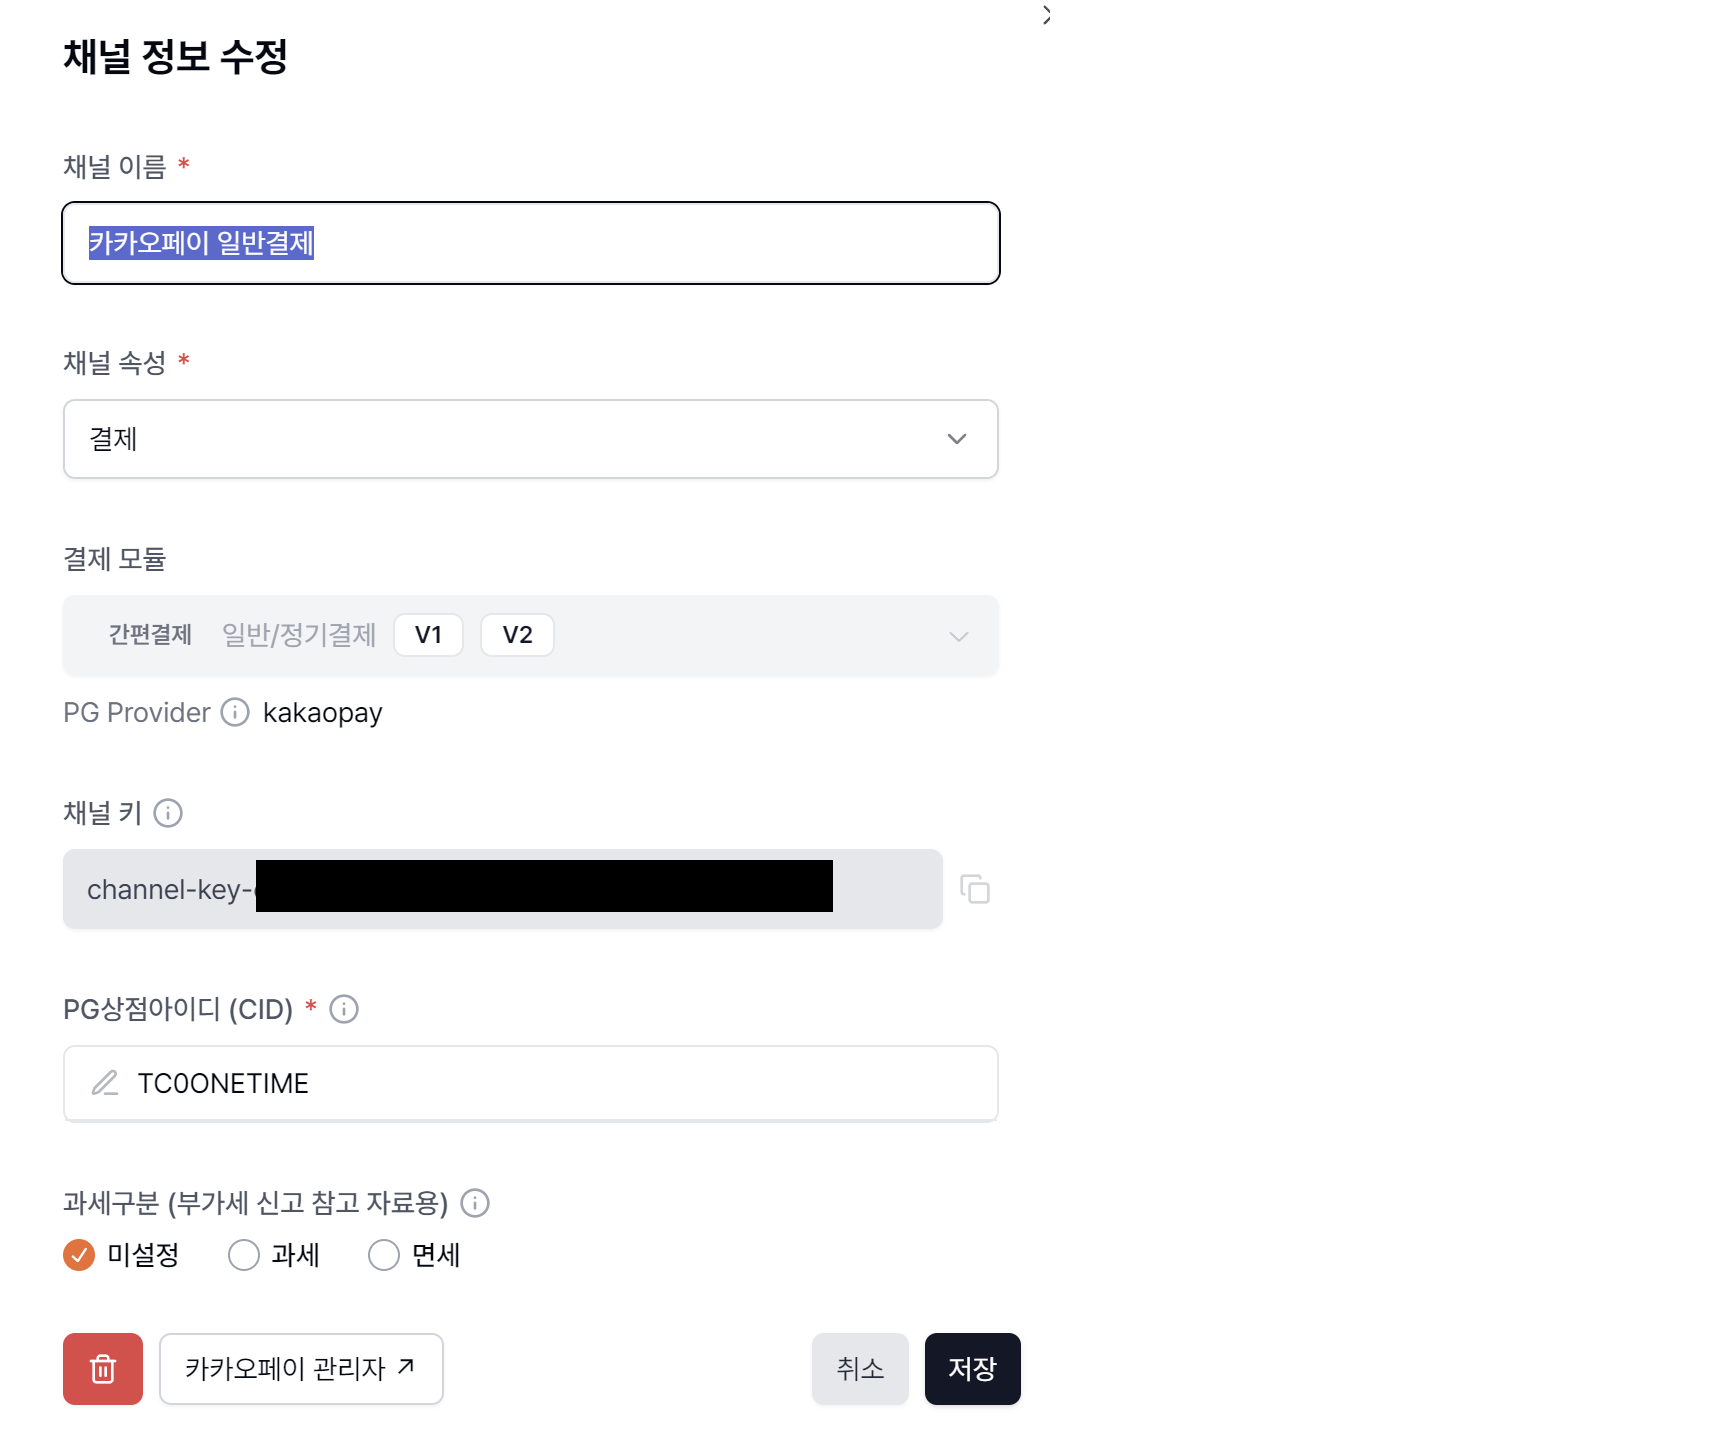 채널 정보 수정
채널 이름 *
카카오페이 일반결제
채널 속성 *
결제
결제 모듈
간편결제 일반/정기결제 V1 V2
PG Provider kakaopay
채널 키
channel-key-
PG상점아이디 (CID) *
TC0ONETIME
과세구분 (부가세 신고 참고 자료용)
미설정 과세 면세
카카오페이 관리자 ↗ 취소 저장